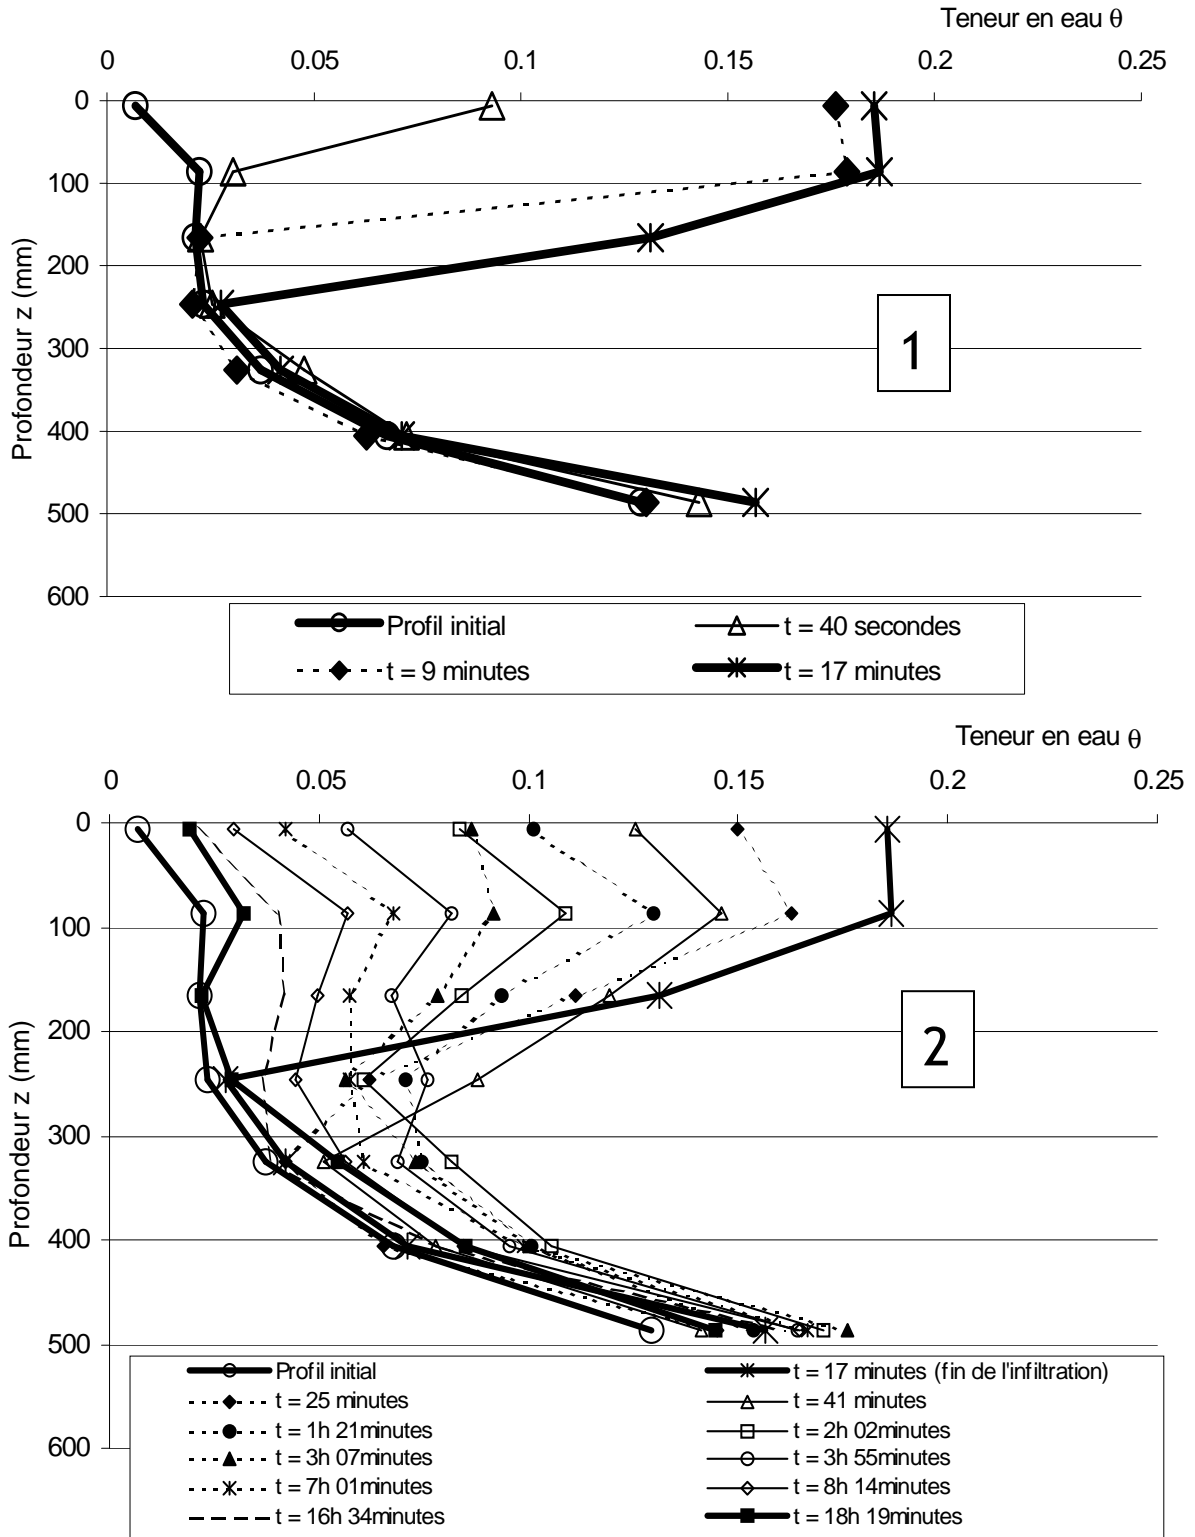 Teneur en eau θ
0 0.05 0.1 0.15 0.2 0.25
0
100
200
300
400
500
600
Profondeur z (mm)
1
Profil initial t = 40 secondes
t = 9 minutes t = 17 minutes
Teneur en eau θ
0 0.05 0.1 0.15 0.2 0.25
0
100
200
300
400
500
600
Profondeur z (mm)
2
Profil initial t = 17 minutes (fin de l'infiltration)
t = 25 minutes t = 41 minutes
t = 1h 21minutes t = 2h 02minutes
t = 3h 07minutes t = 3h 55minutes
t = 7h 01minutes t = 8h 14minutes
t = 16h 34minutes t = 18h 19minutes